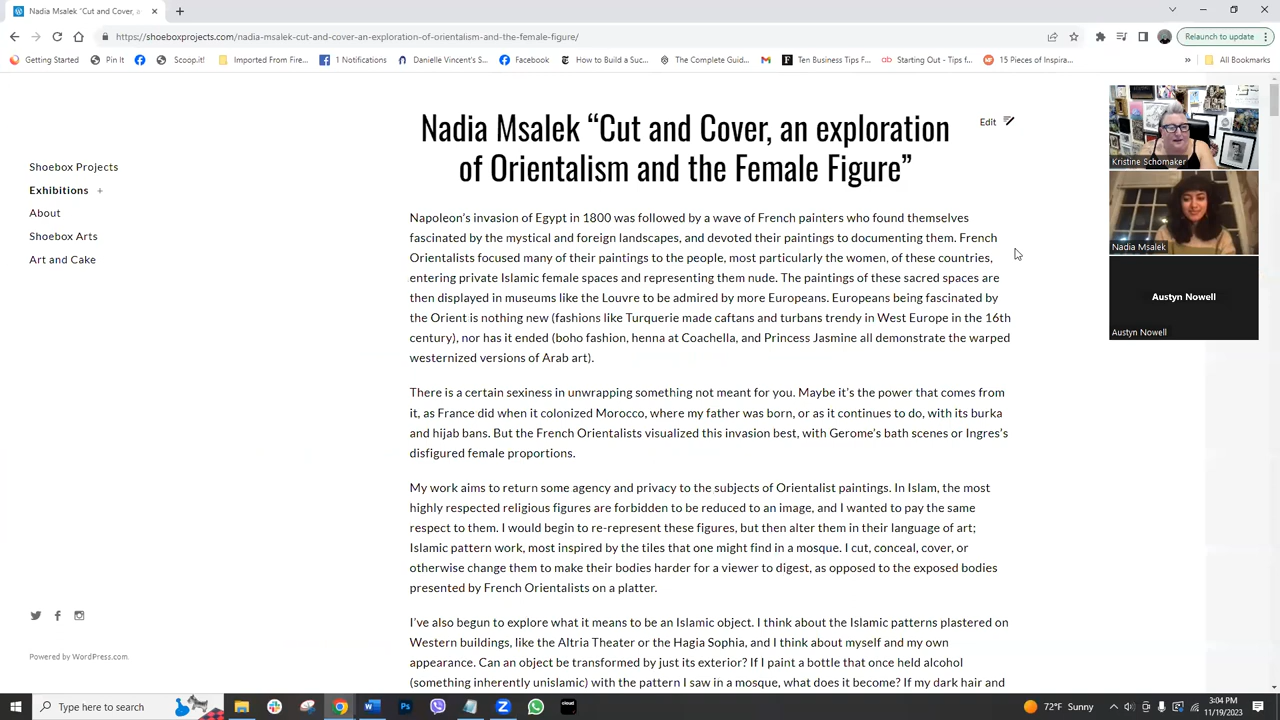 Nadia Msalek “Cut and Cover, a
https://shoeboxprojects.com/nadia-msalek-cut-and-cover-an-exploration-of-orientalism-and-the-female-figure/
Relaunch to update
Getting Started
Pin It
Scoop.it!
Imported From Fire...
1 Notifications
Danielle Vincent's S...
Facebook
How to Build a Suc...
The Complete Guid...
Ten Business Tips F...
Starting Out - Tips f...
15 Pieces of Inspira...
»
All Bookmarks
Nadia Msalek “Cut and Cover, an exploration
of Orientalism and the Female Figure”
Edit
Shoebox Projects
Exhibitions +
About
Shoebox Arts
Art and Cake
Napoleon’s invasion of Egypt in 1800 was followed by a wave of French painters who found themselves
fascinated by the mystical and foreign landscapes, and devoted their paintings to documenting them. French
Orientalists focused many of their paintings to the people, most particularly the women, of these countries,
entering private Islamic female spaces and representing them nude. The paintings of these sacred spaces are
then displayed in museums like the Louvre to be admired by more Europeans. Europeans being fascinated by
the Orient is nothing new (fashions like Turquerie made caftans and turbans trendy in West Europe in the 16th
century), nor has it ended (boho fashion, henna at Coachella, and Princess Jasmine all demonstrate the warped
westernized versions of Arab art).
There is a certain sexiness in unwrapping something not meant for you. Maybe it’s the power that comes from
it, as France did when it colonized Morocco, where my father was born, or as it continues to do, with its burka
and hijab bans. But the French Orientalists visualized this invasion best, with Gerome’s bath scenes or Ingres’s
disfigured female proportions.
My work aims to return some agency and privacy to the subjects of Orientalist paintings. In Islam, the most
highly respected religious figures are forbidden to be reduced to an image, and I wanted to pay the same
respect to them. I would begin to re-represent these figures, but then alter them in their language of art;
Islamic pattern work, most inspired by the tiles that one might find in a mosque. I cut, conceal, cover, or
otherwise change them to make their bodies harder for a viewer to digest, as opposed to the exposed bodies
presented by French Orientalists on a platter.
I’ve also begun to explore what it means to be an Islamic object. I think about the Islamic patterns plastered on
Western buildings, like the Altria Theater or the Hagia Sophia, and I think about myself and my own
appearance. Can an object be transformed by just its exterior? If I paint a bottle that once held alcohol
(something inherently unislamic) with the pattern I saw in a mosque, what does it become? If my dark hair and
Kristine Schomaker
Nadia Msalek
Austyn Nowell
Austyn Nowell
Powered by WordPress.com.
Type here to search
cloud
72°F Sunny
3:04 PM
11/19/2023